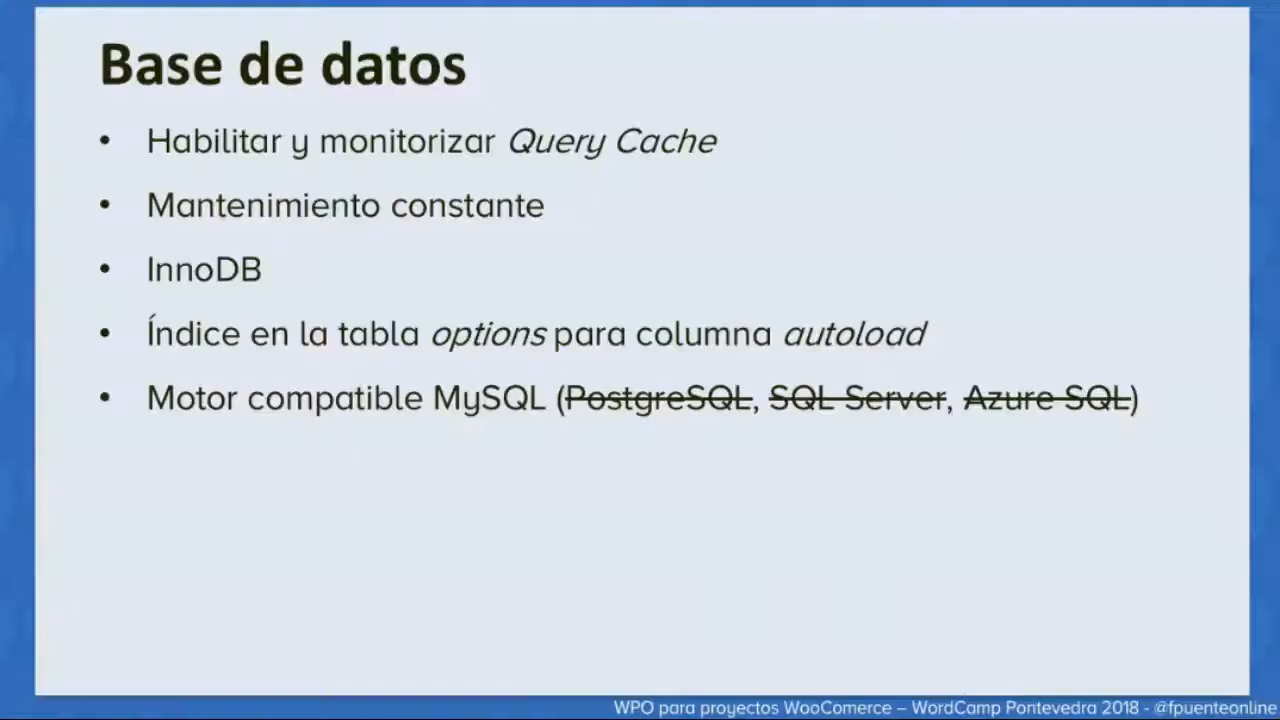 Base de datos
• Habilitar y monitorizar Query Cache
• Mantenimiento constante
• InnoDB
• Índice en la tabla options para columna autoload
• Motor compatible MySQL (PostgreSQL, SQL Server, Azure SQL)
WPO para proyectos WooComerce – WordCamp Pontevedra 2018 - @fpuenteonline